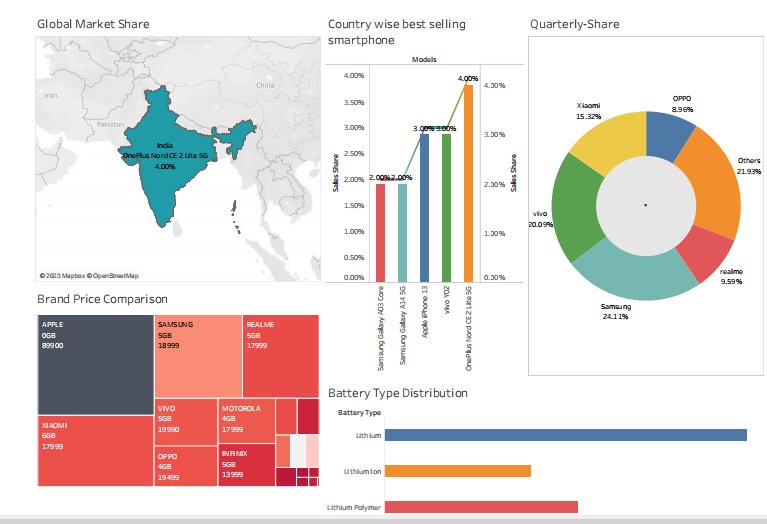 Global Market Share
Iran
Pakistan
China
India
OnePlus Nord CE 2 Lite 5G
4.00%
© 2023 Mapbox © OpenStreetMap
Country wise best selling
smartphone
Models
4.00%
3.50%
3.00%
2.50%
2.00%
1.50%
1.00%
0.50%
0.00%
Sales Share
2.00%
2.00%
3.00%
3.00%
4.00%
4.00%
3.00%
2.00%
1.00%
0.00%
Sales Share
Samsung Galaxy A03 Core
Samsung Galaxy A14 5G
Apple iPhone 13
vivo Y02
OnePlus Nord CE 2 Lite 5G
Quarterly-Share
OPPO
8.96%
Others
21.93%
realme
9.59%
Samsung
24.11%
vivo
20.09%
Xiaomi
15.32%
Brand Price Comparison
APPLE
0GB
89900
SAMSUNG
5GB
18999
REALME
5GB
17999
XIAOMI
6GB
17999
VIVO
5GB
19990
MOTOROLA
4GB
17999
OPPO
4GB
19499
INFINIX
5GB
13999
Battery Type Distribution
Battery Type
Lithium
Lithium Ion
Lithium Polymer